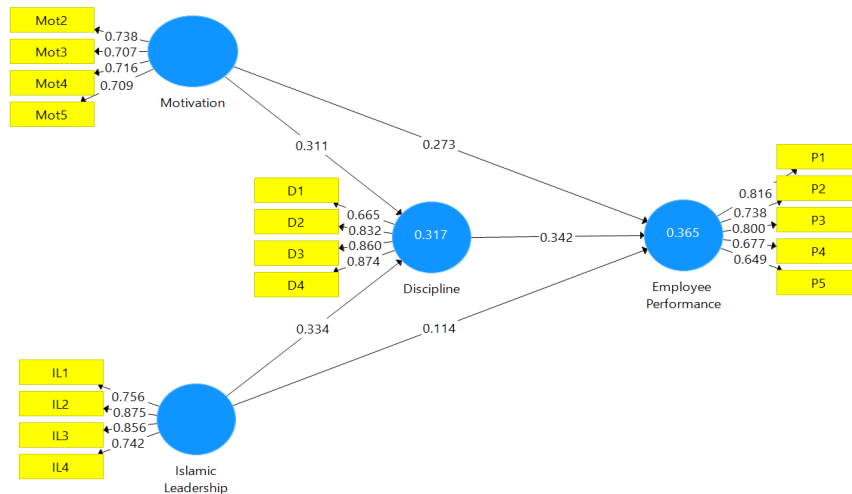 Mot2
0.738
Mot3
0.707
Mot4
0.716
Mot5
0.709
Motivation
0.311
0.273
D1
0.665
D2
0.832
D3
0.860
D4
0.874
0.317
Discipline
0.342
0.365
Employee
Performance
P1
0.816
P2
0.738
P3
0.800
P4
0.677
P5
0.649
0.334
0.114
IL1
0.756
IL2
0.875
IL3
0.856
IL4
0.742
Islamic
Leadership